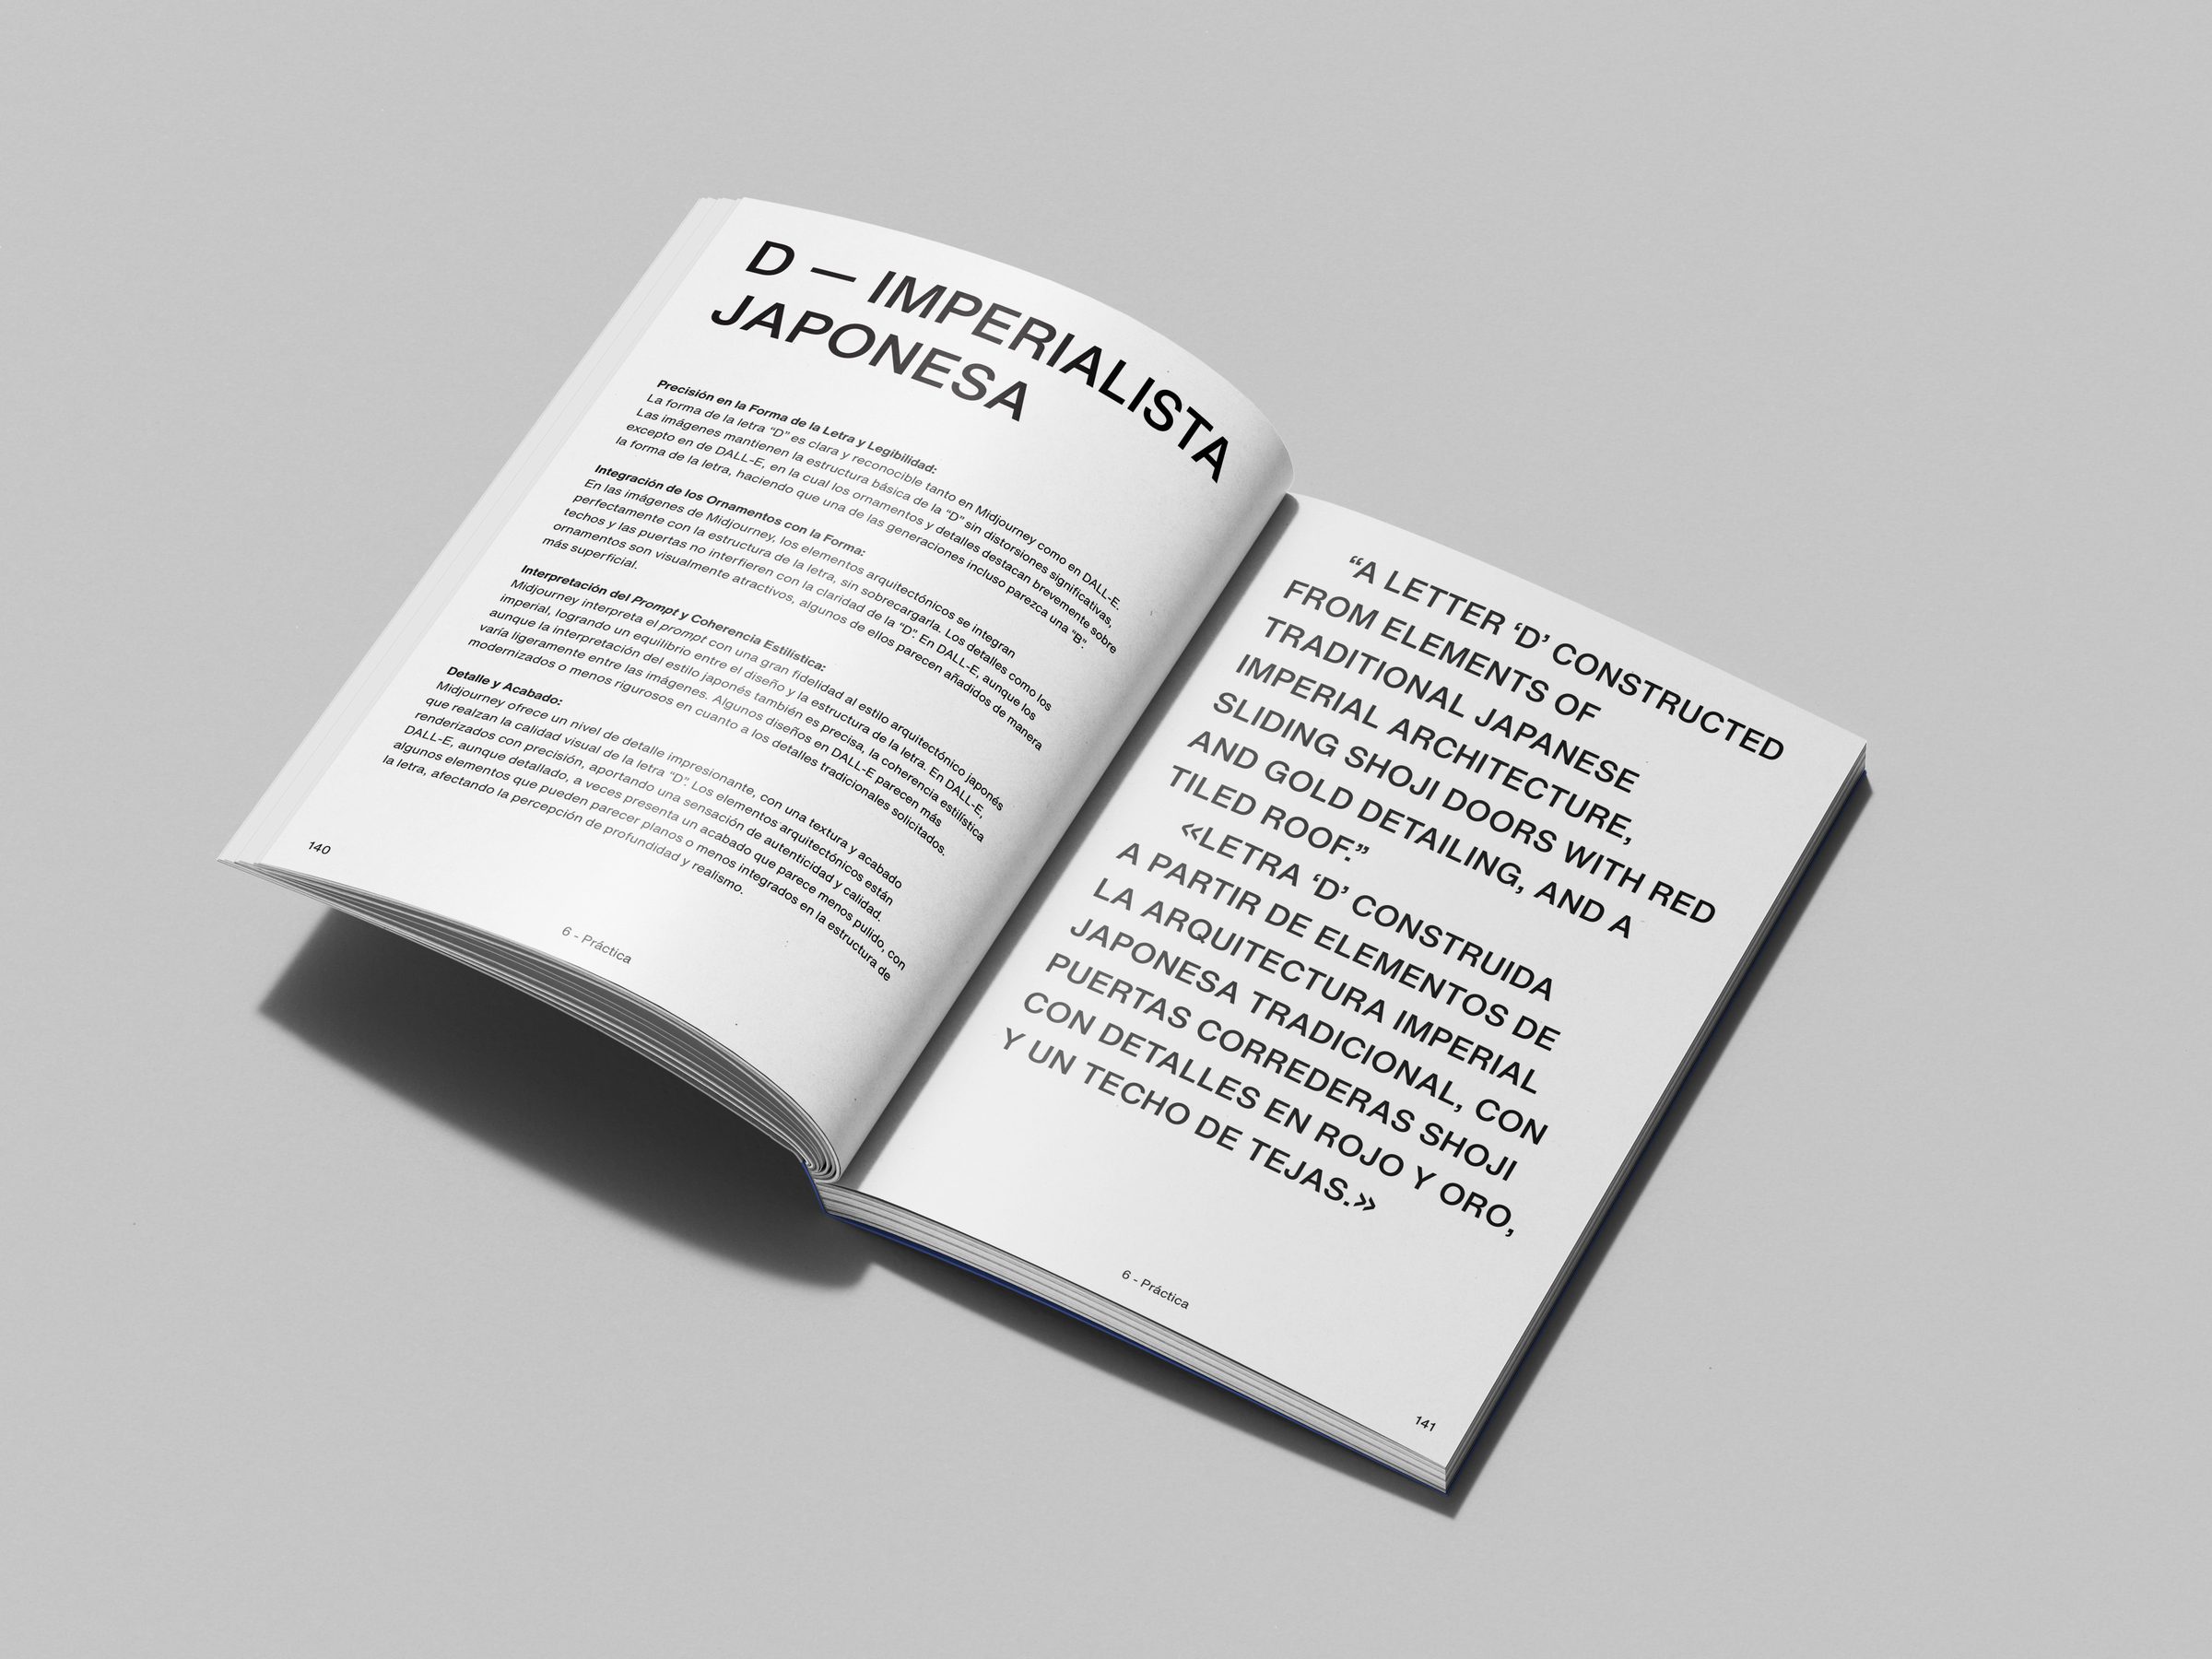 D — IMPERIALISTA
JAPONESA
Precisión en la Forma de la Letra y Legibilidad:
La forma de la letra “D” es clara y reconocible tanto en Midjourney como en DALL-E.
Las imágenes mantienen la estructura básica de la “D” sin distorsiones significativas,
excepto en de DALL-E, en la cual los ornamentos y detalles destacan brevemente sobre
la forma de la letra, haciendo que una de las generaciones incluso parezca una “B”.
Integración de los Ornamentos con la Forma:
En las imágenes de Midjourney, los elementos arquitectónicos se integran
perfectamente con la estructura de la letra, sin sobrecargarla. Los detalles como los
techos y las puertas no interfieren con la claridad de la “D”. En DALL-E, aunque los
ornamentos son visualmente atractivos, algunos de ellos parecen añadidos de manera
más superficial.
Interpretación del Prompt y Coherencia Estilística:
Midjourney interpreta el prompt con una gran fidelidad al estilo arquitectónico japonés
imperial, logrando un equilibrio entre el diseño y la estructura de la letra. En DALL-E,
aunque la interpretación del estilo japonés también es precisa, la coherencia estilística
varía ligeramente entre las imágenes. Algunos diseños en DALL-E parecen más
modernizados o menos rigurosos en cuanto a los detalles tradicionales solicitados.
Detalle y Acabado:
Midjourney ofrece un nivel de detalle impresionante, con una textura y acabado
que realzan la calidad visual de la letra “D”. Los elementos arquitectónicos están
renderizados con precisión, aportando una sensación de autenticidad y calidad.
DALL-E, aunque detallado, a veces presenta un acabado que parece menos pulido, con
algunos elementos que pueden parecer planos o menos integrados en la estructura de
la letra, afectando la percepción de profundidad y realismo.
140
6 - Práctica
“A LETTER ‘D’ CONSTRUCTED
FROM ELEMENTS OF
TRADITIONAL JAPANESE
IMPERIAL ARCHITECTURE,
SLIDING SHOJI DOORS WITH RED
AND GOLD DETAILING, AND A
TILED ROOF.”
«LETRA ‘D’ CONSTRUIDA
A PARTIR DE ELEMENTOS DE
LA ARQUITECTURA IMPERIAL
JAPONESA TRADICIONAL, CON
PUERTAS CORREDERAS SHOJI
CON DETALLES EN ROJO Y ORO,
Y UN TECHO DE TEJAS.»
6 - Práctica
141